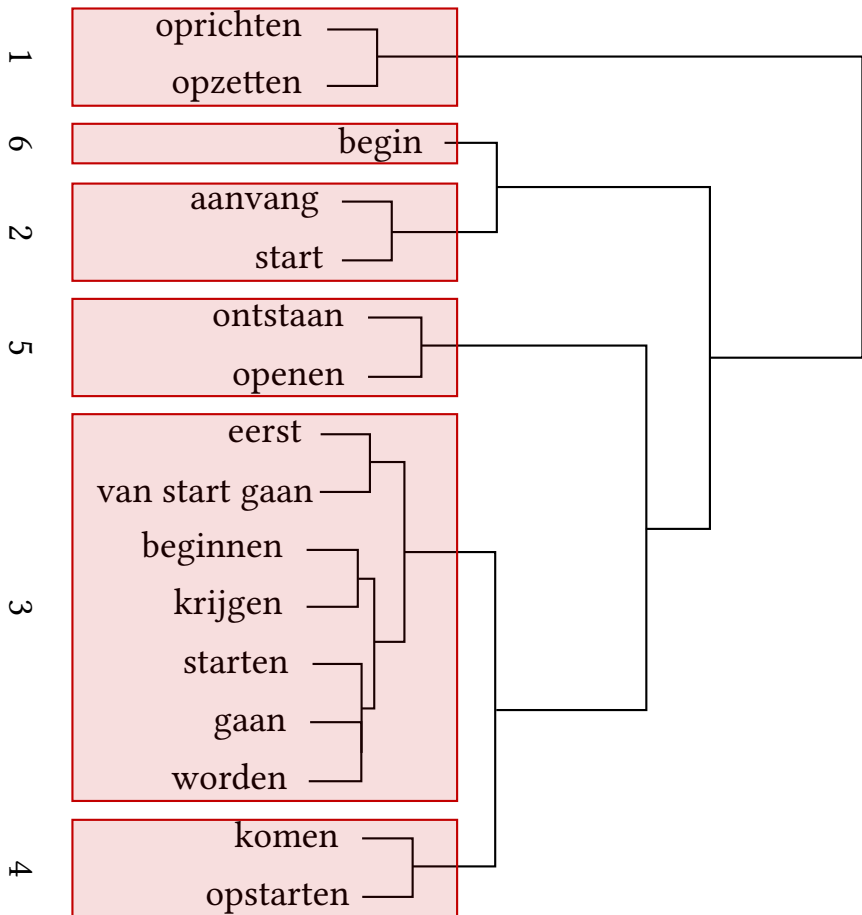 1
oprichten
opzetten
6
begin
2
aanvang
start
5
ontstaan
openen
3
eerst
van start gaan
beginnen
krijgen
starten
gaan
worden
4
komen
opstarten